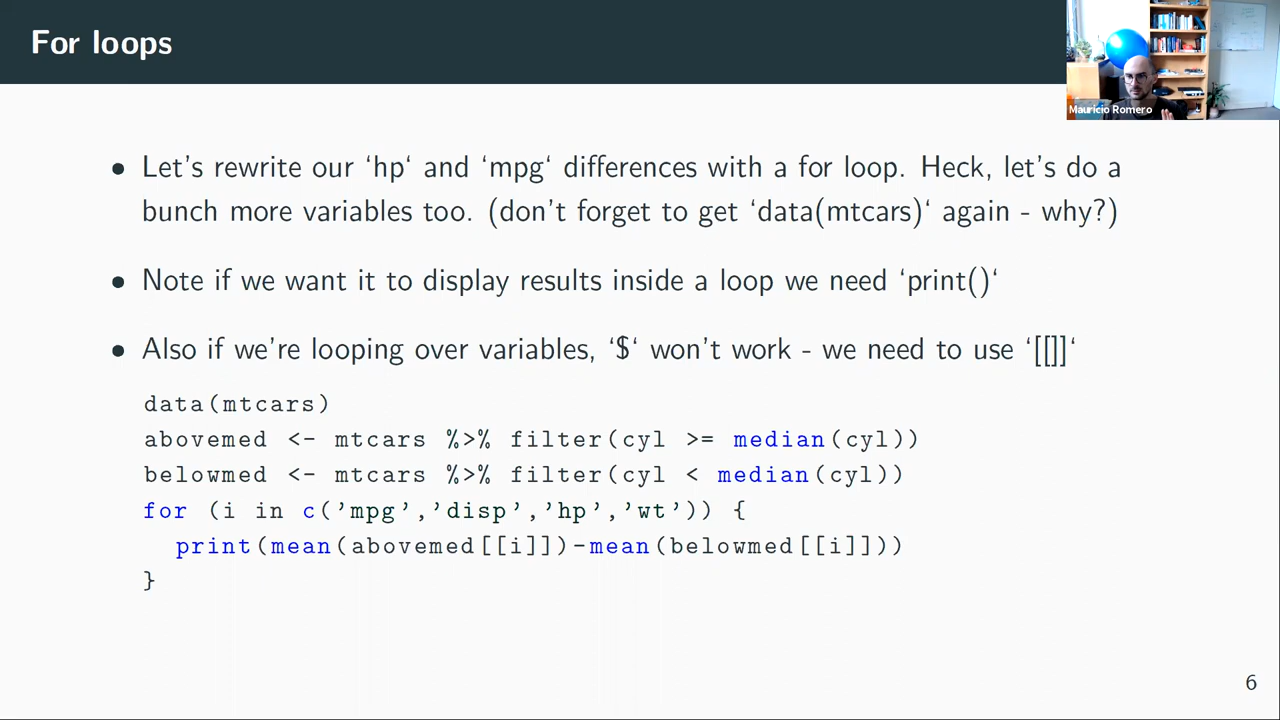 For loops
Mauricio Romero
• Let's rewrite our ‘hp‘ and ‘mpg‘ differences with a for loop. Heck, let's do a
bunch more variables too. (don't forget to get ‘data(mtcars)‘ again - why?)
• Note if we want it to display results inside a loop we need ‘print()‘
• Also if we're looping over variables, ‘$‘ won't work - we need to use ‘[[]]‘
data(mtcars)
abovemed <- mtcars %>% filter(cyl >= median(cyl))
belowmed <- mtcars %>% filter(cyl < median(cyl))
for (i in c('mpg','disp','hp','wt')) {
  print(mean(abovemed[[i]])-mean(belowmed[[i]]))
}
6